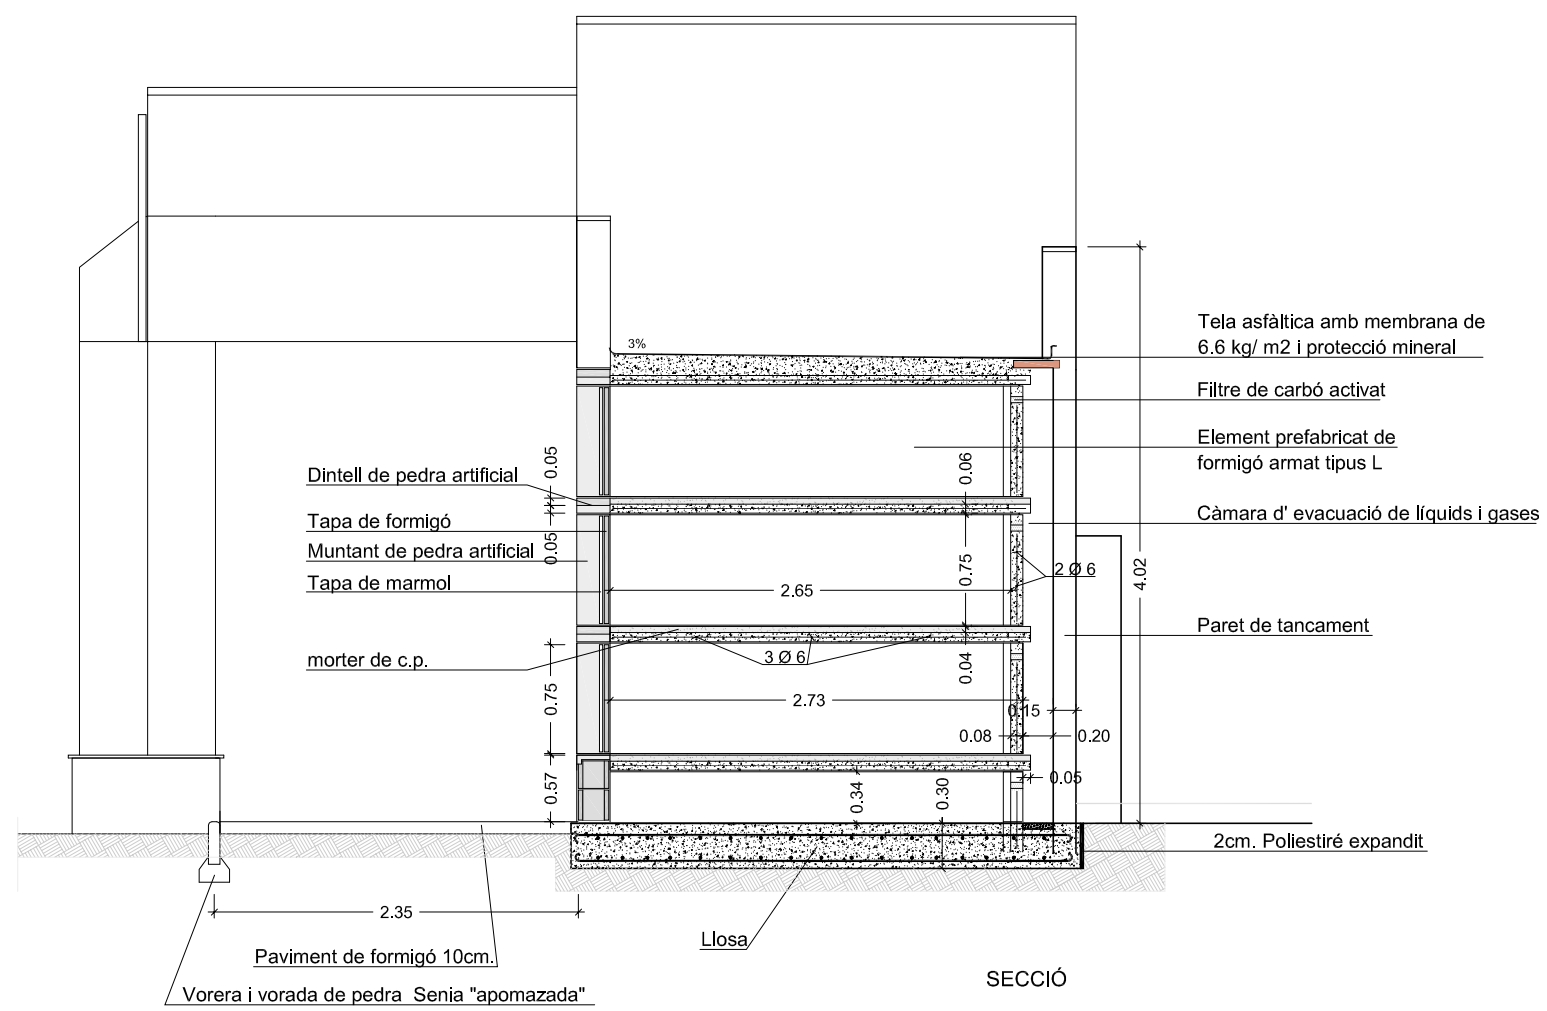 3%
Tela asfàltica amb membrana de
6.6 kg/ m2 i protecció mineral
Filtre de carbó activat
Element prefabricat de
formigó armat tipus L
0.05
0.06
Dintell de pedra artificial
Tapa de formigó
Càmara d' evacuació de líquids i gases
Muntant de pedra artificial
0.05
0.75
2 Ø 6
4.02
Tapa de marmol
2.65
Paret de tancament
morter de c.p.
3 Ø 6
0.04
0.75
2.73
0.15
0.08
0.20
0.57
0.34
0.30
0.05
2cm. Poliestiré expandit
2.35
Llosa
Paviment de formigó 10cm.
SECCIÓ
Vorera i vorada de pedra Senia "apomazada"